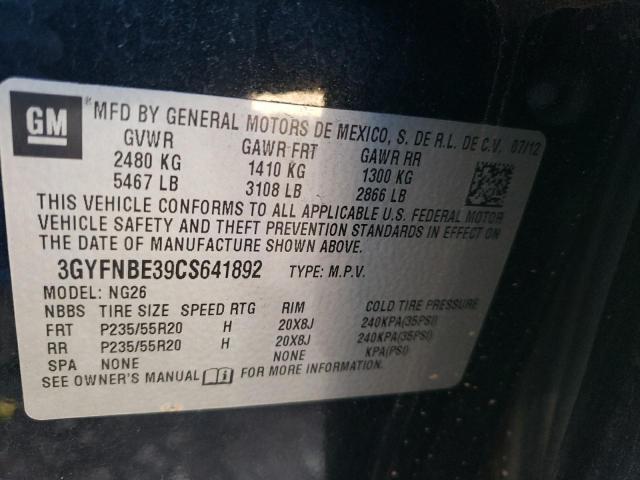 GM
® MFD BY GENERAL MOTORS DE MEXICO, S. DE R.L. DE C.V. 07/12
GVWR GAWR FRT GAWR RR
2480 KG 1410 KG 1300 KG
5467 LB 3108 LB 2866 LB
THIS VEHICLE CONFORMS TO ALL APPLICABLE U.S. FEDERAL MOTOR
VEHICLE SAFETY AND THEFT PREVENTION STANDARDS IN EFFECT ON
THE DATE OF MANUFACTURE SHOWN ABOVE.
3GYFNBE39CS641892 TYPE: M.P.V.
MODEL: NG26
NBBS TIRE SIZE SPEED RTG RIM COLD TIRE PRESSURE
FRT P235/55R20 H 20X8J 240KPA(35PSI)
RR P235/55R20 H 20X8J 240KPA(35PSI)
SPA NONE NONE KPA(PSI)
SEE OWNER'S MANUAL FOR MORE INFORMATION.